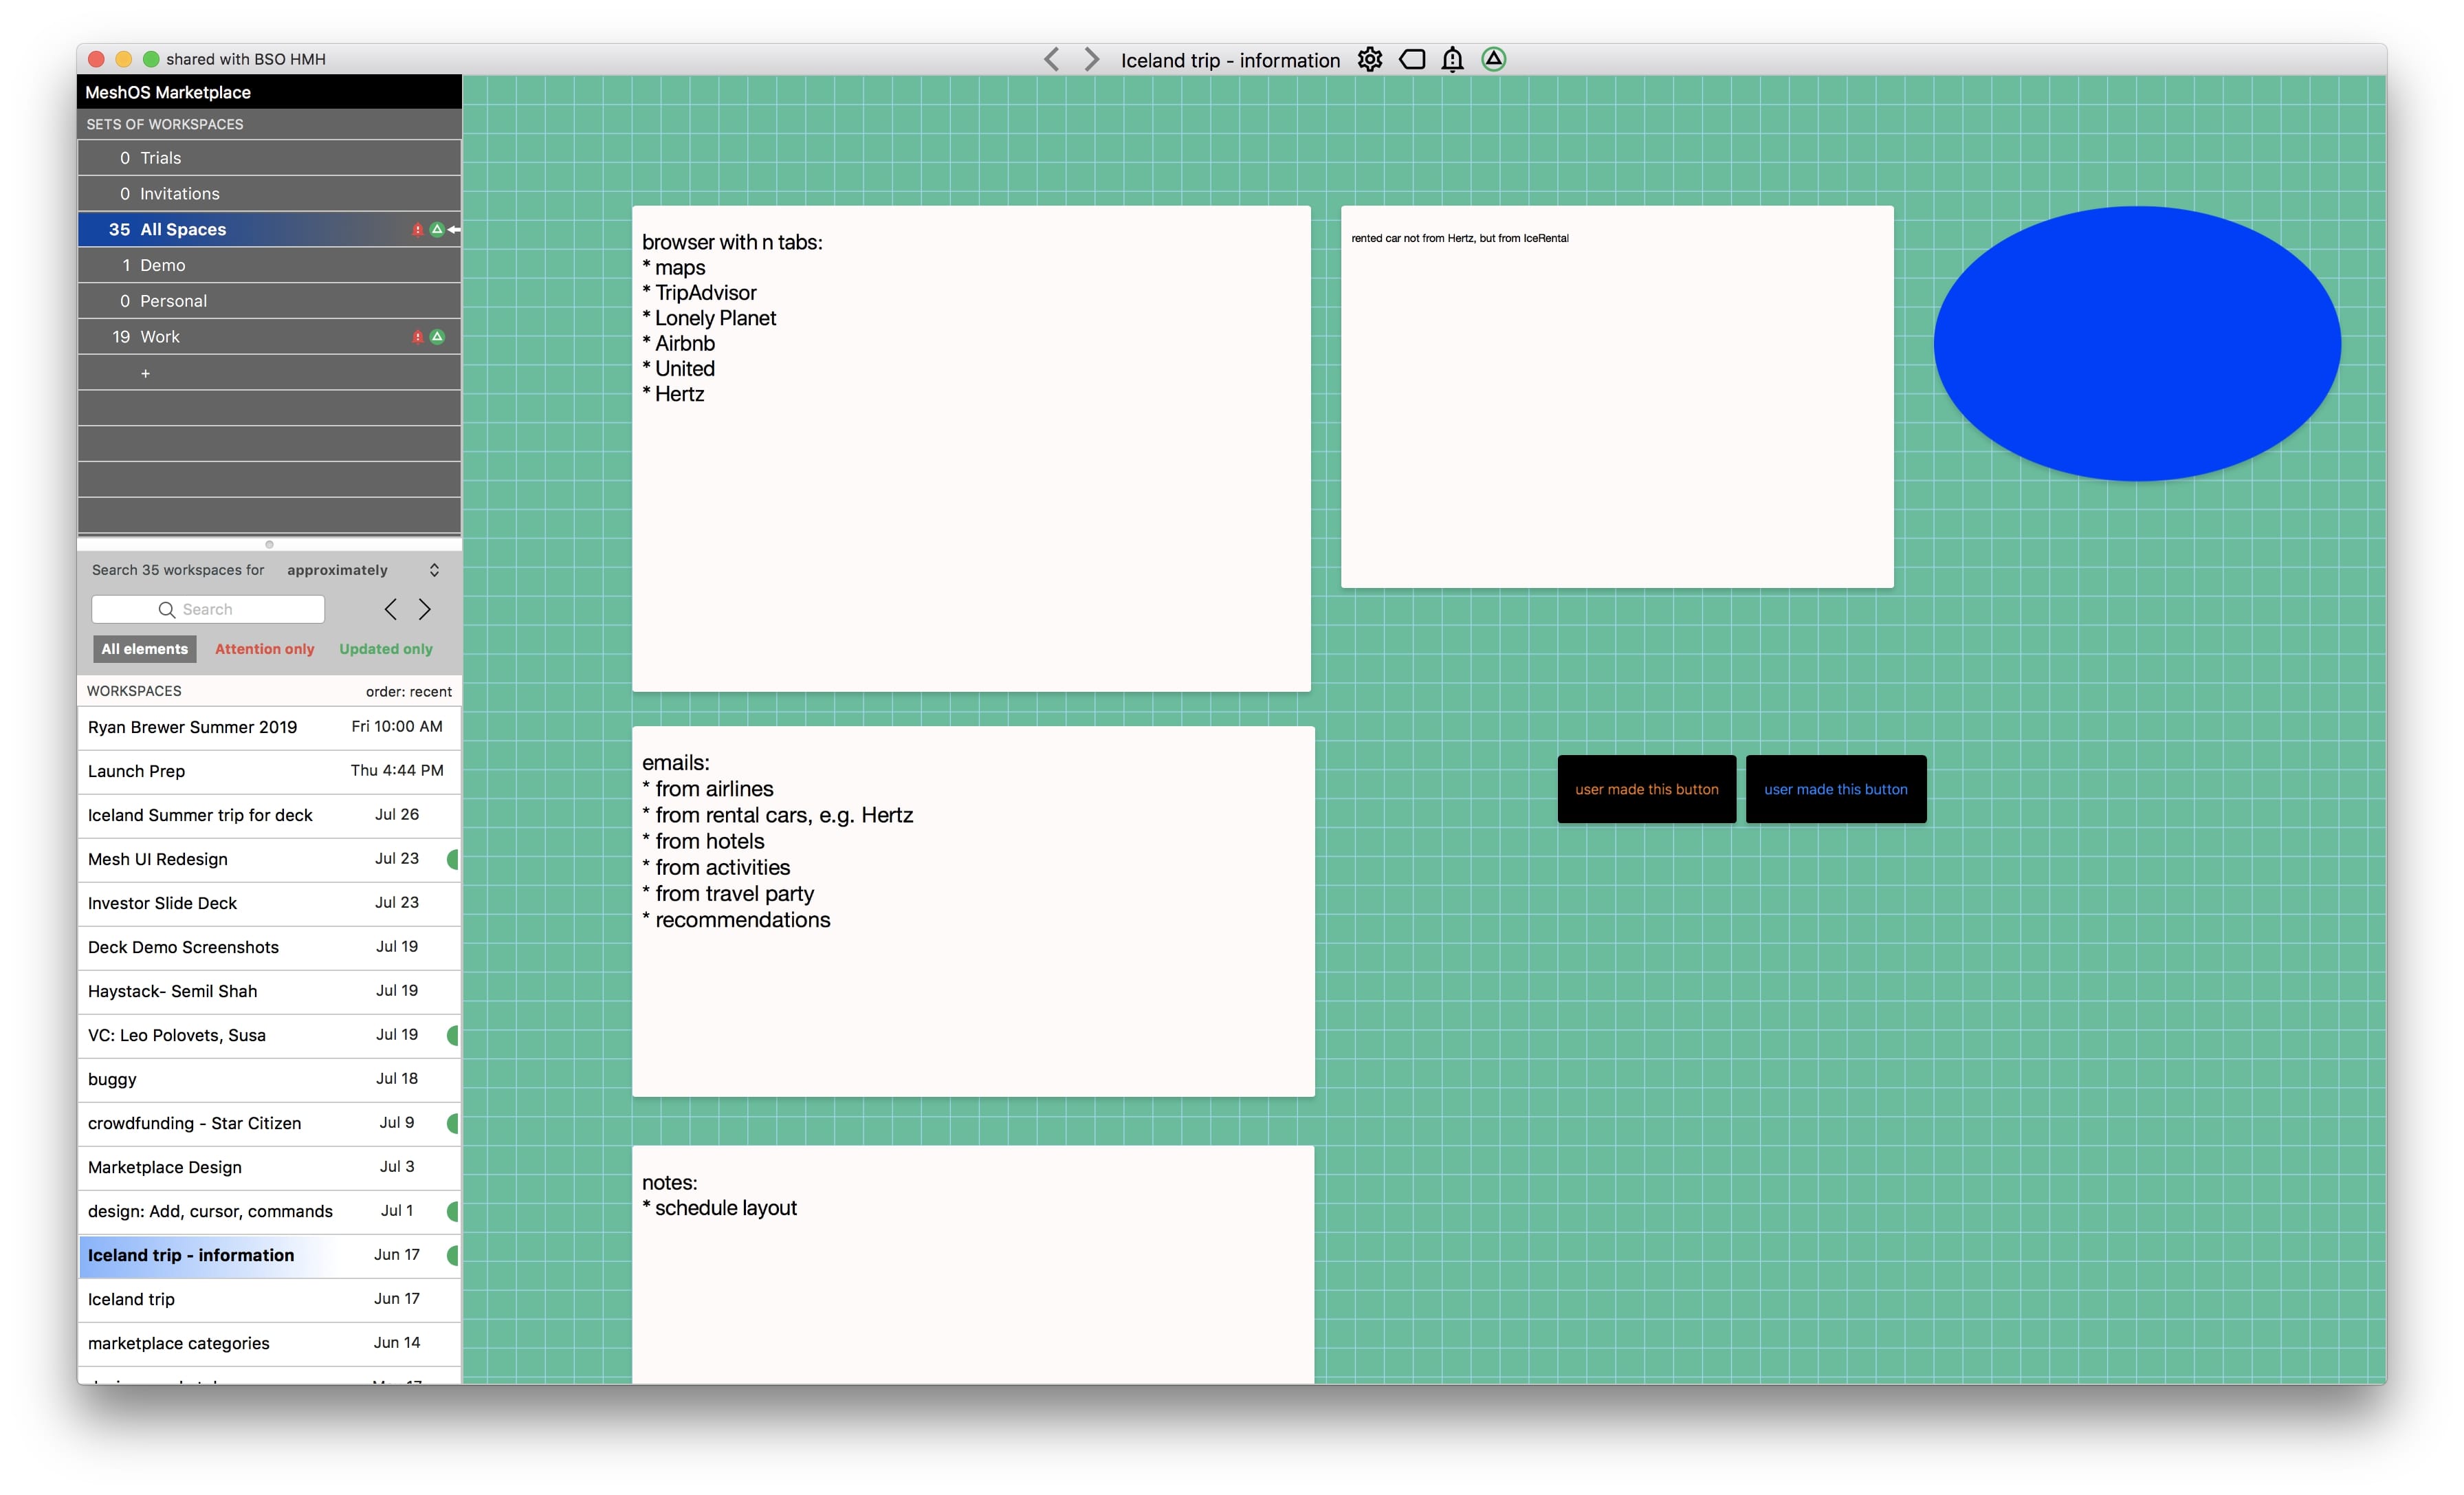 shared with BSO HMH
Iceland trip - information
MeshOS Marketplace
SETS OF WORKSPACES
0 Trials
0 Invitations
35 All Spaces
1 Demo
0 Personal
19 Work
+
Search 35 workspaces for approximately
Search
All elements Attention only Updated only
WORKSPACES order: recent
Ryan Brewer Summer 2019 Fri 10:00 AM
Launch Prep Thu 4:44 PM
Iceland Summer trip for deck Jul 26
Mesh UI Redesign Jul 23
Investor Slide Deck Jul 23
Deck Demo Screenshots Jul 19
Haystack- Semil Shah Jul 19
VC: Leo Polovets, Susa Jul 19
buggy Jul 18
crowdfunding - Star Citizen Jul 9
Marketplace Design Jul 3
design: Add, cursor, commands Jul 1
Iceland trip - information Jun 17
Iceland trip Jun 17
marketplace categories Jun 14
browser with n tabs:
* maps
* TripAdvisor
* Lonely Planet
* Airbnb
* United
* Hertz
rented car not from Hertz, but from IceRental
emails:
* from airlines
* from rental cars, e.g. Hertz
* from hotels
* from activities
* from travel party
* recommendations
user made this button
user made this button
notes:
* schedule layout